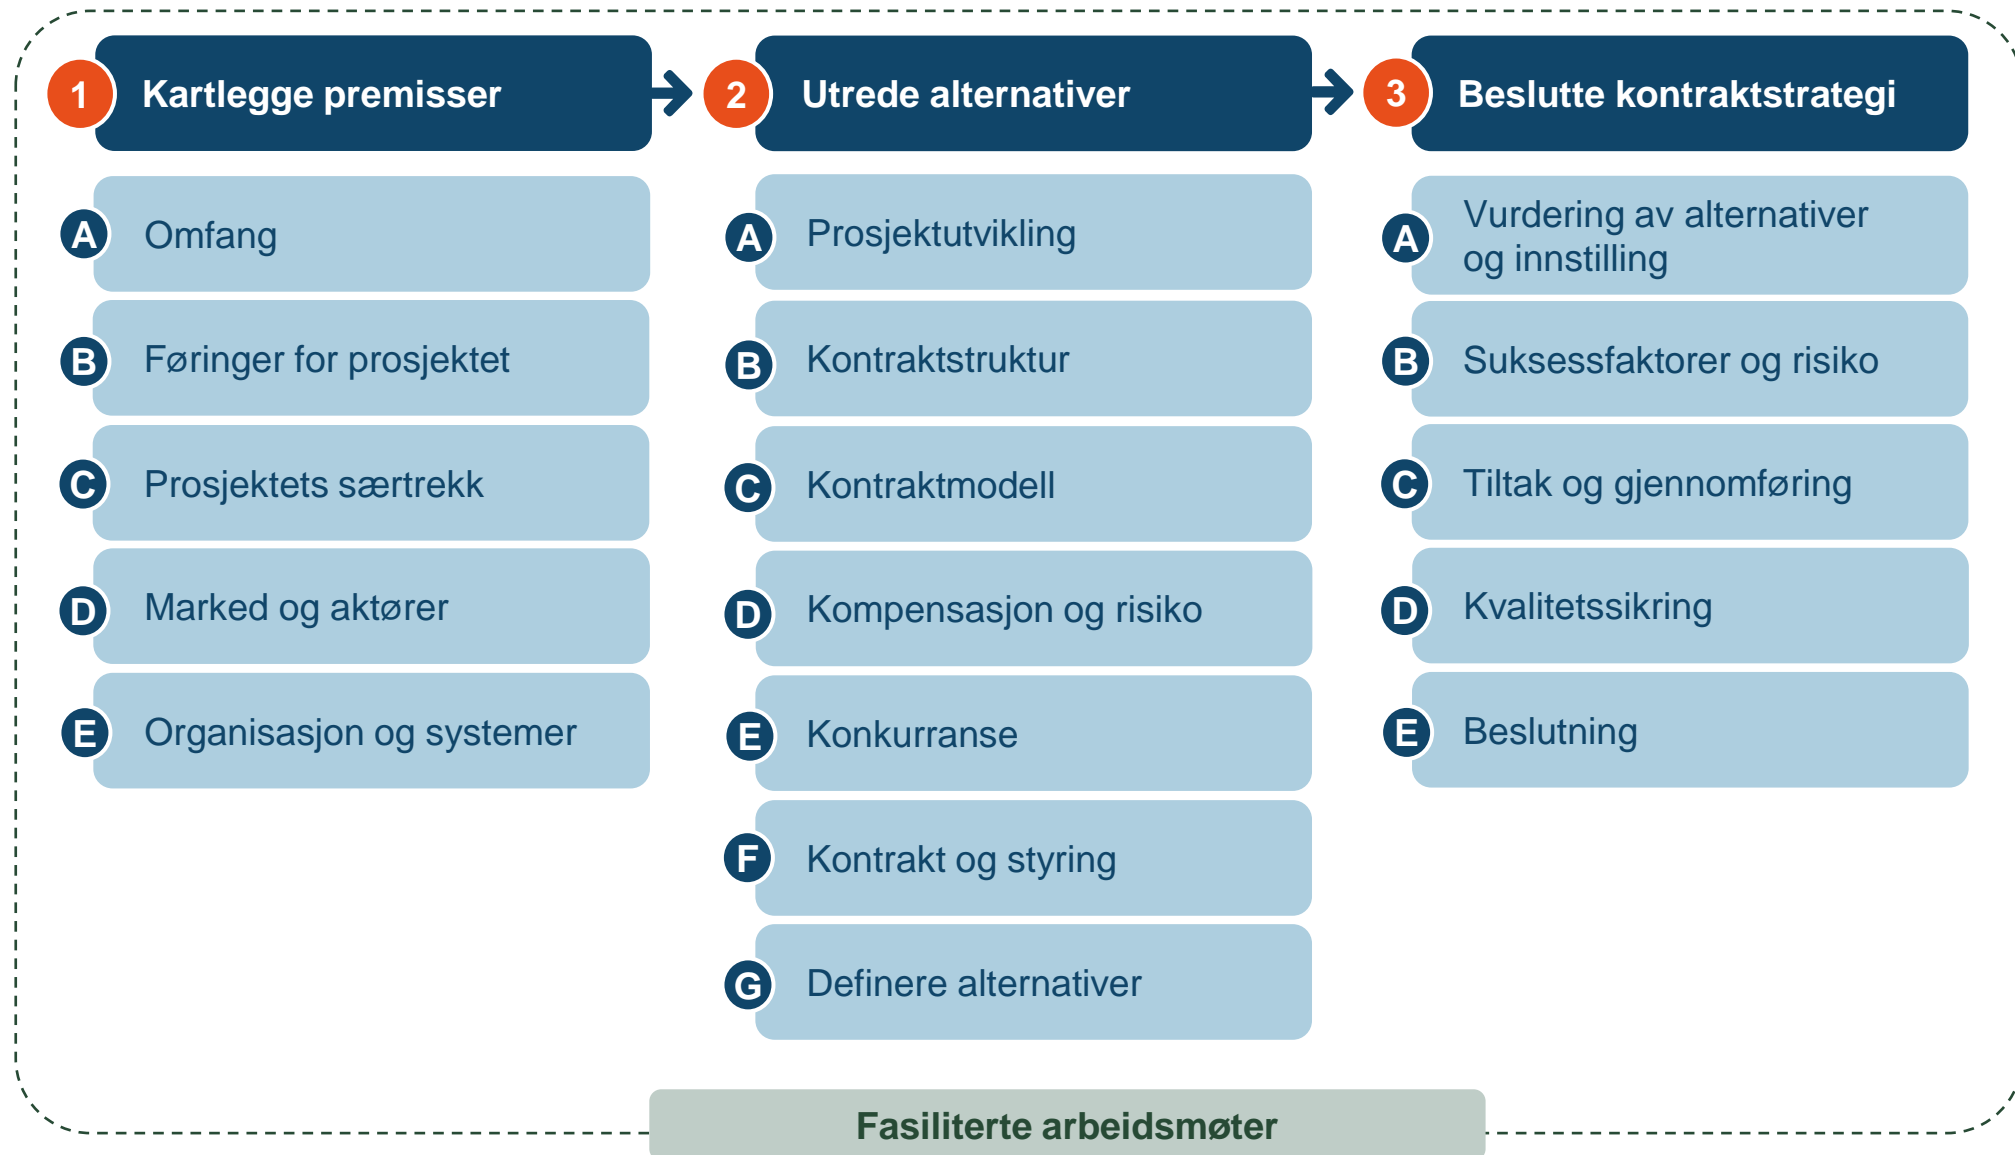 1 Kartlegge premisser
A Omfang
B Føringer for prosjektet
C Prosjektets særtrekk
D Marked og aktører
E Organisasjon og systemer
2 Utrede alternativer
A Prosjektutvikling
B Kontraktstruktur
C Kontraktmodell
D Kompensasjon og risiko
E Konkurranse
F Kontrakt og styring
G Definere alternativer
3 Beslutte kontraktstrategi
A Vurdering av alternativer
og innstilling
B Suksessfaktorer og risiko
C Tiltak og gjennomføring
D Kvalitetssikring
E Beslutning
Fasiliterte arbeidsmøter